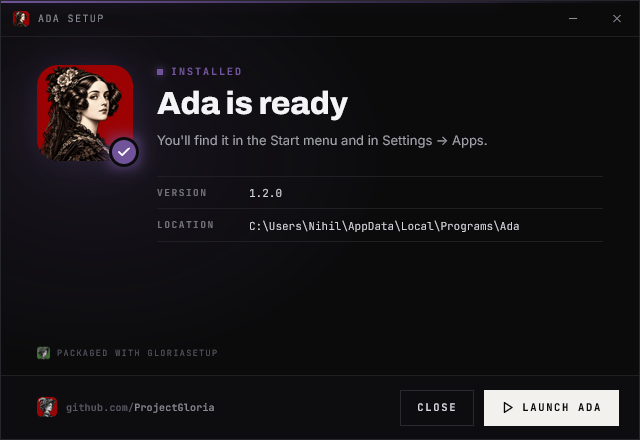 ADA SETUP
INSTALLED
Ada is ready
You'll find it in the Start menu and in Settings → Apps.
VERSION 1.2.0
LOCATION C:\Users\Nihil\AppData\Local\Programs\Ada
PACKAGED WITH GLORIASETUP
github.com/ProjectGloria
CLOSE
LAUNCH ADA